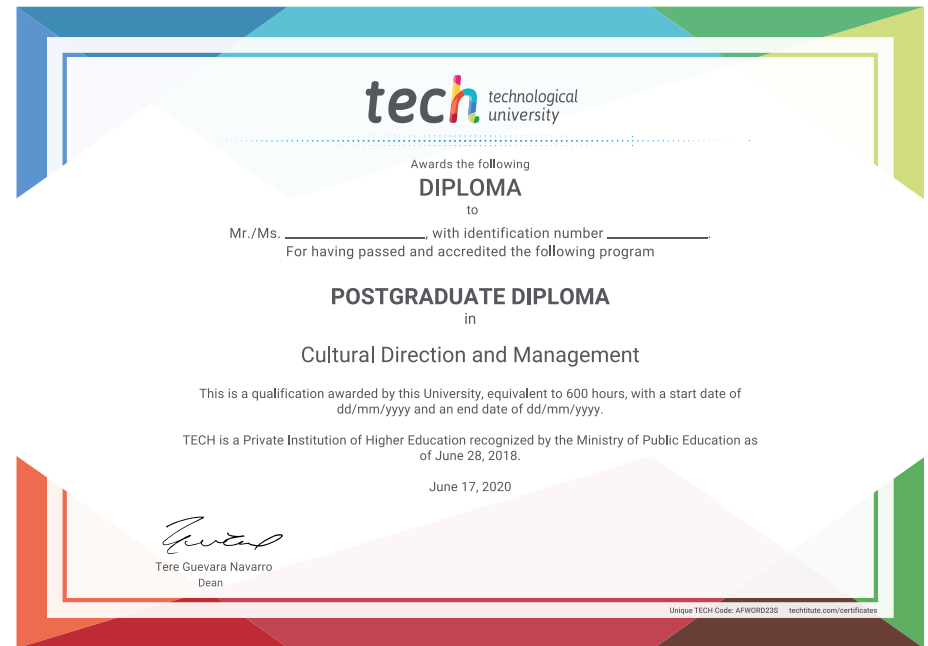 tech technological
university
Awards the following
DIPLOMA
to
Mr./Ms. ____________________, with identification number ______________.
For having passed and accredited the following program
POSTGRADUATE DIPLOMA
in
Cultural Direction and Management
This is a qualification awarded by this University, equivalent to 600 hours, with a start date of
dd/mm/yyyy and an end date of dd/mm/yyyy.
TECH is a Private Institution of Higher Education recognized by the Ministry of Public Education as
of June 28, 2018.
June 17, 2020
Tere Guevara Navarro
Dean
Unique TECH Code: AFWORD23S techtitute.com/certificates